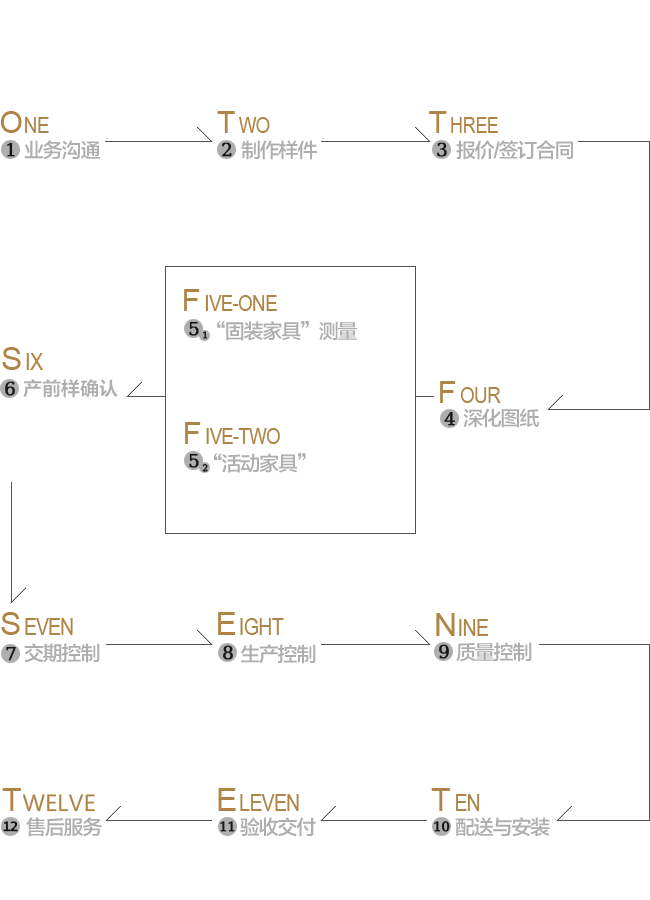 ONE
1 业务沟通
TWO
2 制作样件
THREE
3 报价/签订合同
FOUR
4 深化图纸
FIVE-ONE
5 1 “固装家具”测量
FIVE-TWO
5 2 “活动家具”
SIX
6 产前样确认
SEVEN
7 交期控制
EIGHT
8 生产控制
NINE
9 质量控制
TEN
10 配送与安装
ELEVEN
11 验收交付
TWELVE
12 售后服务